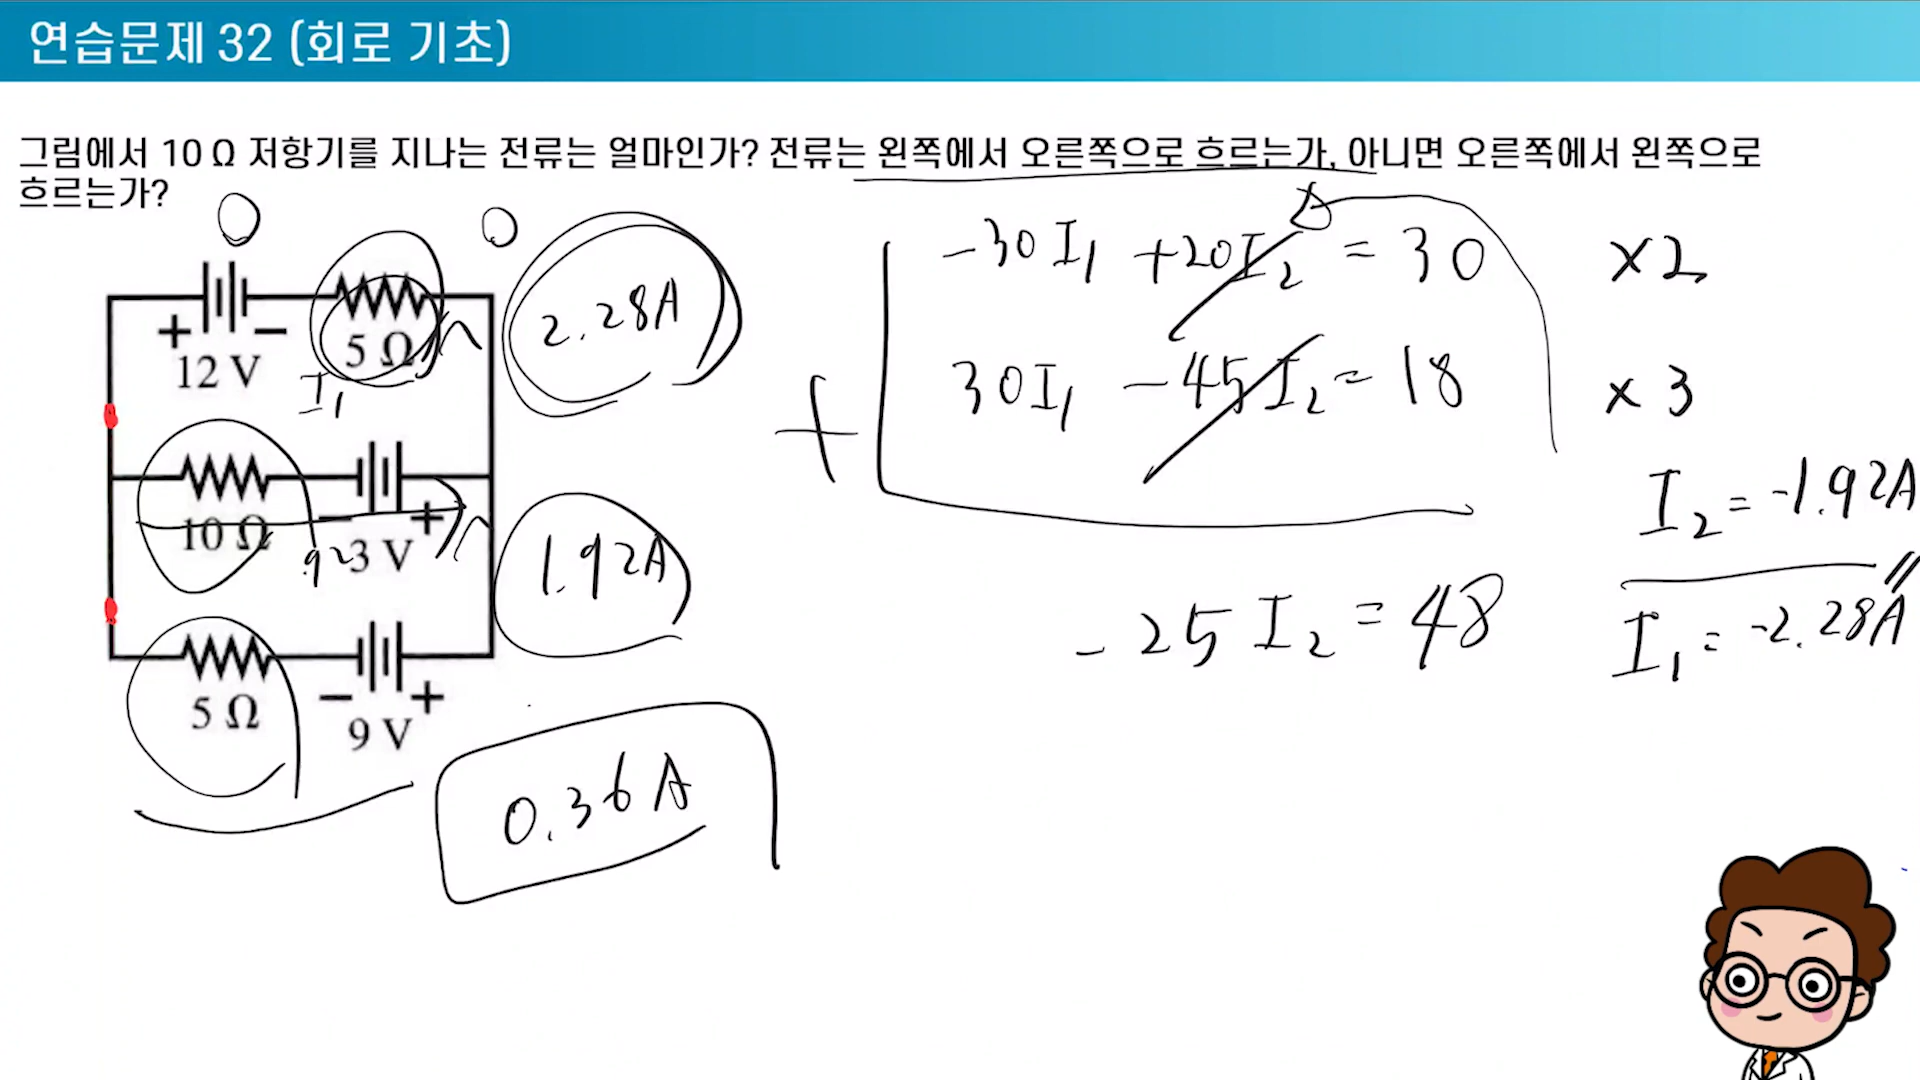 연습문제 32 (회로 기초)
그림에서 10 Ω 저항기를 지나는 전류는 얼마인가? 전류는 왼쪽에서 오른쪽으로 흐르는가, 아니면 오른쪽에서 왼쪽으로
흐르는가?
+ −
12 V
5 Ω
I₁
2.28A
10 Ω
− +
3 V
1.92A
5 Ω
− +
9 V
0.36A
-30I₁ +20I₂ = 30 ×2
+
30I₁ -45I₂ = 18 ×3
-25I₂ = 48
I₂ = -1.92A
I₁ = -2.28A